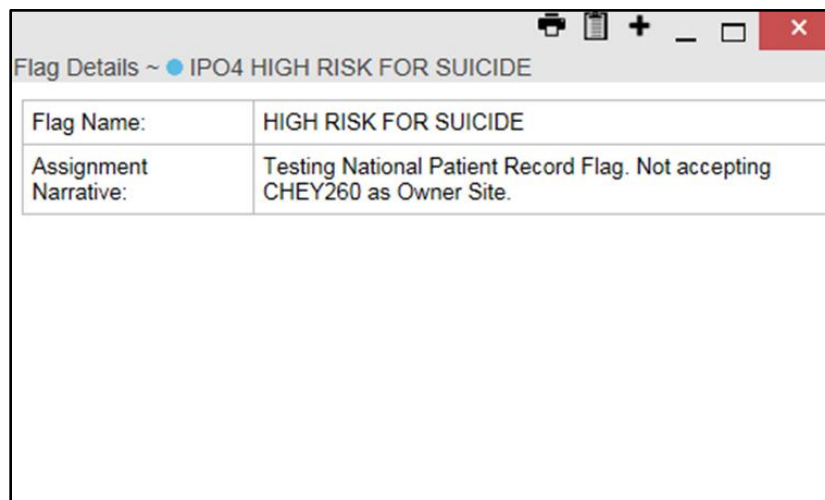 Flag Details ~ IPO4 HIGH RISK FOR SUICIDE
Flag Name: HIGH RISK FOR SUICIDE
Assignment Narrative:
Testing National Patient Record Flag. Not accepting
CHEY260 as Owner Site.